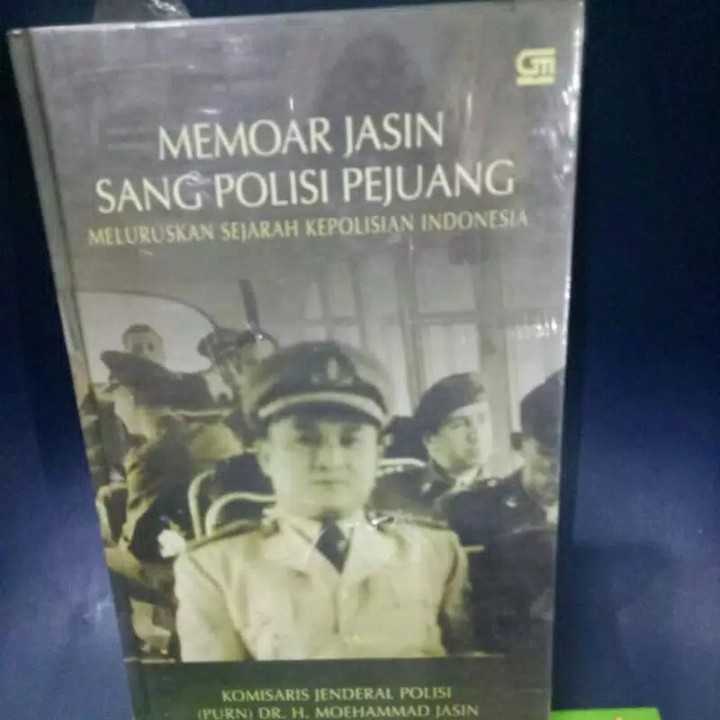 GM
MEMOAR JASIN
SANG POLISI PEJUANG
MELURUSKAN SEJARAH KEPOLISIAN INDONESIA
KOMISARIS JENDERAL POLISI
(PURN) DR. H. MOEHAMMAD JASIN